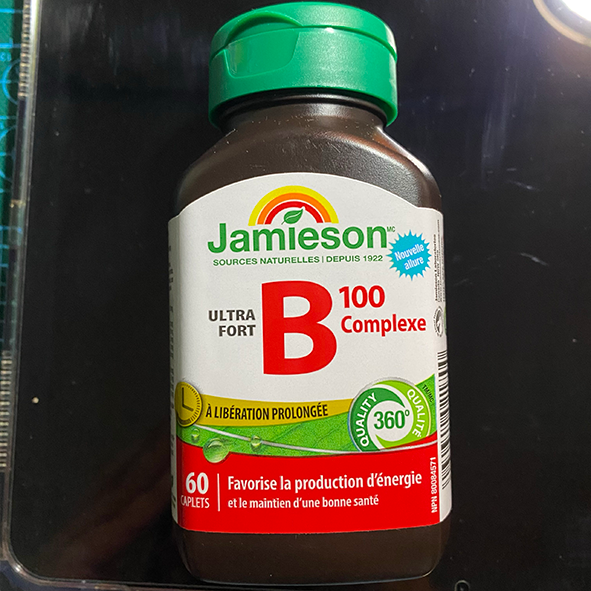 Jamieson MC
SOURCES NATURELLES | DEPUIS 1922
Nouvelle
allure
ULTRA
FORT
B
100
Complexe
À LIBÉRATION PROLONGÉE
QUALITY
360°
QUALITÉ
60
CAPLETS
Favorise la production d'énergie
et le maintien d'une bonne santé
NPN 80084571